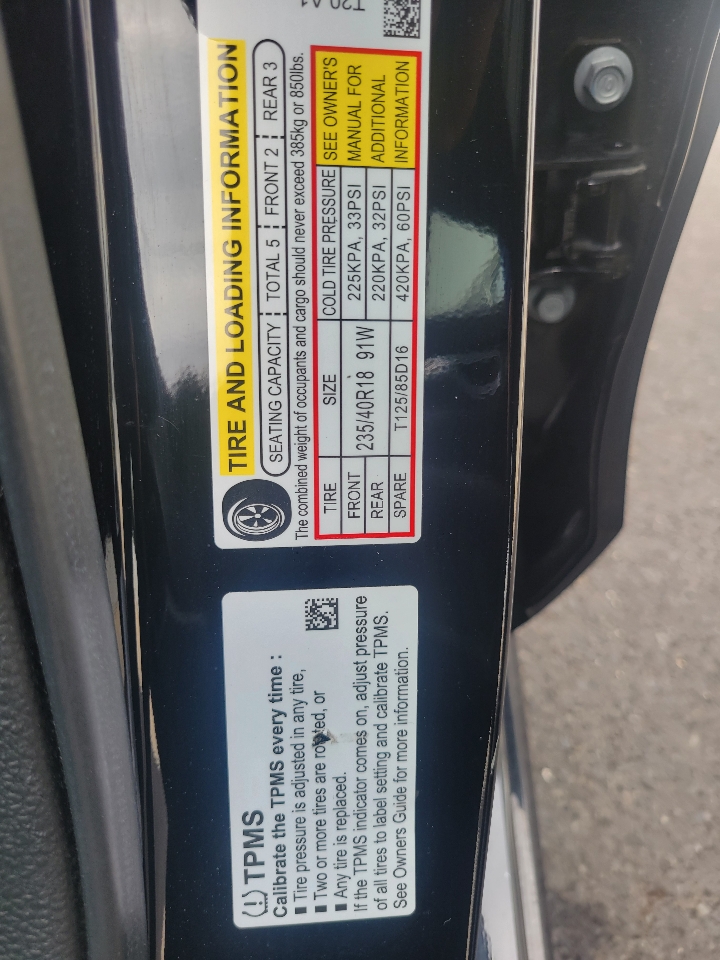 TIRE AND LOADING INFORMATION
SEATING CAPACITY TOTAL 5 FRONT 2 REAR 3
The combined weight of occupants and cargo should never exceed 385kg or 850lbs.
TIRE SIZE COLD TIRE PRESSURE SEE OWNER'S
FRONT 235/40R18 91W 225KPA, 33PSI MANUAL FOR
REAR 220KPA, 32PSI ADDITIONAL
SPARE T125/85D16 420KPA, 60PSI INFORMATION
T20 A1
(!) TPMS
Calibrate the TPMS every time :
■ Tire pressure is adjusted in any tire,
■ Two or more tires are rotated, or
■ Any tire is replaced.
If the TPMS indicator comes on, adjust pressure
of all tires to label setting and calibrate TPMS.
See Owners Guide for more information.